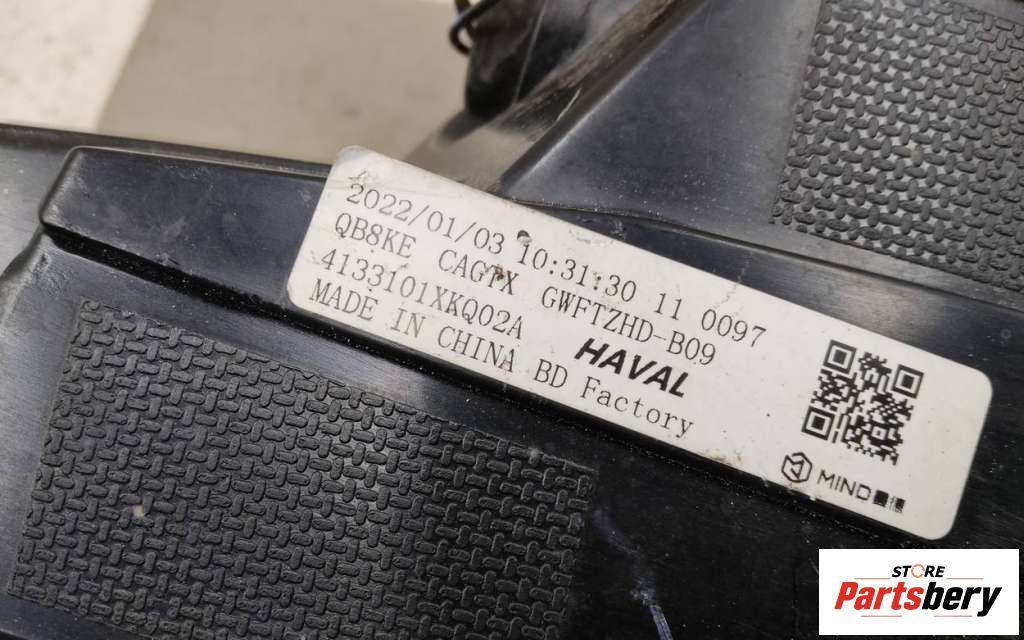 2022/01/03 10:31:30 11 0097
QB8KE CAGTX GWFTZHD-B09
4133101XKQ02A HAVAL
MADE IN CHINA BD Factory
MIND
STORE
Partsbery